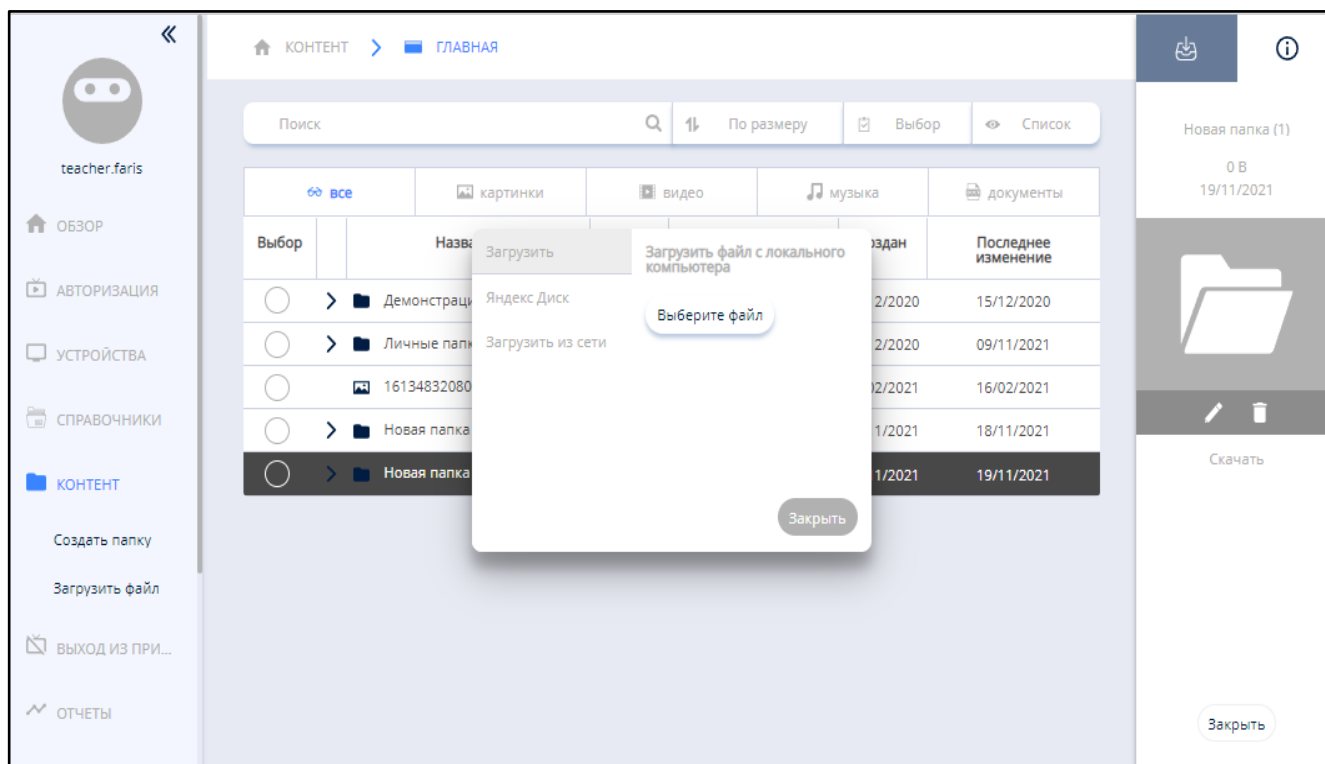 КОНТЕНТ ГЛАВНАЯ
teacher.faris
ОБЗОР
АВТОРИЗАЦИЯ
УСТРОЙСТВА
СПРАВОЧНИКИ
КОНТЕНТ
Создать папку
Загрузить файл
ВЫХОД ИЗ ПРИ...
ОТЧЕТЫ
Поиск По размеру Выбор Список
все картинки видео музыка документы
Выбор Назва оздан Последнее
изменение
Демонстраци 2/2020 15/12/2020
Личные папк 2/2020 09/11/2021
16134832080 02/2021 16/02/2021
Новая папка 1/2021 18/11/2021
Новая папка 1/2021 19/11/2021
Загрузить
Яндекс Диск
Загрузить из сети
Загрузить файл с локального
компьютера
Выберите файл
Закрыть
Новая папка (1)
0 B
19/11/2021
Скачать
Закрыть